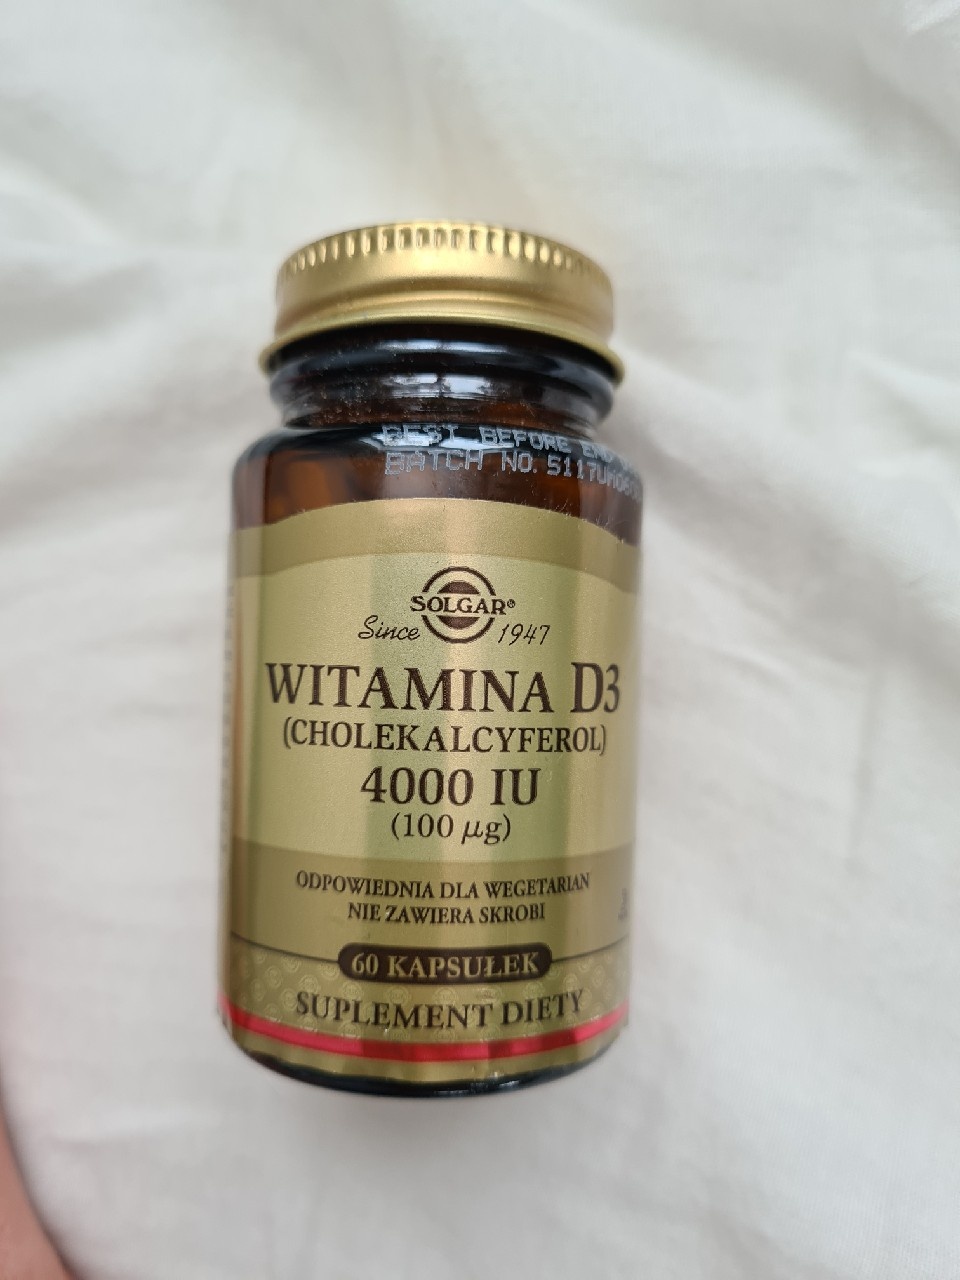 BEST BEFORE END
BATCH NO.
SOLGAR®
Since 1947
WITAMINA D3
(CHOLEKALCYFEROL)
4000 IU
(100 µg)
ODPOWIEDNIA DLA WEGETARIAN
NIE ZAWIERA SKROBI
60 KAPSUŁEK
SUPLEMENT DIETY